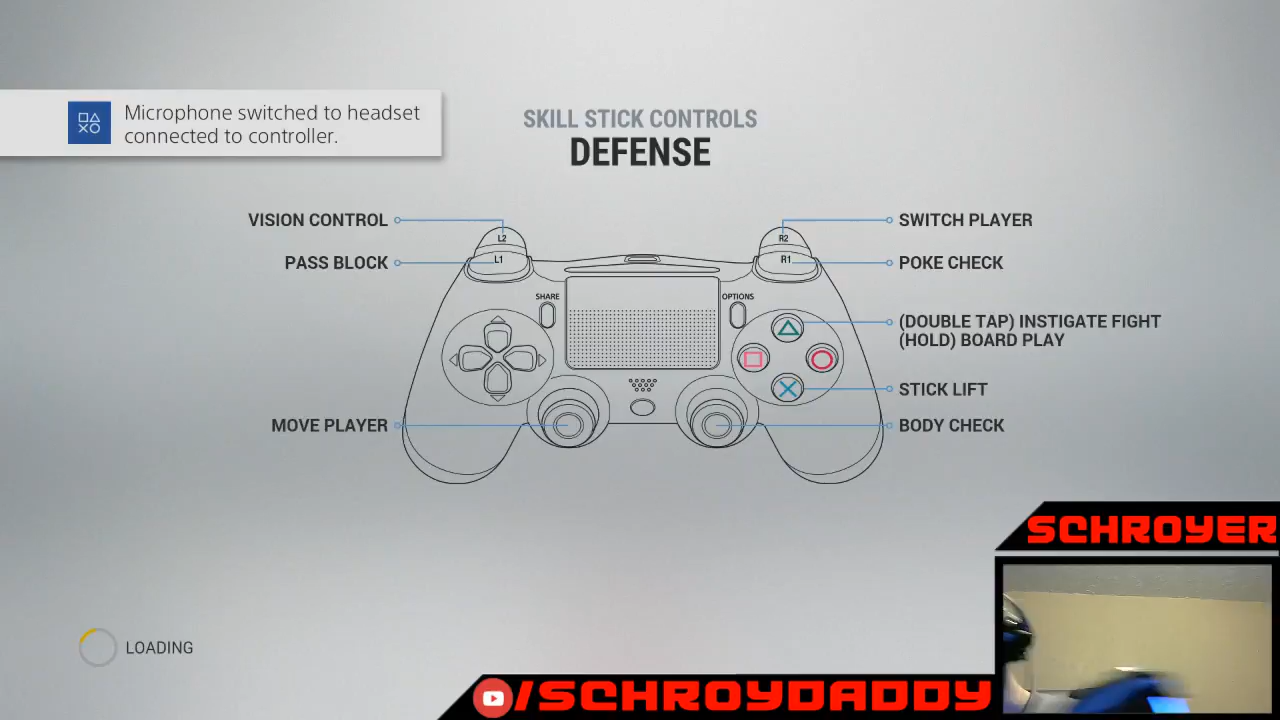 Microphone switched to headset
connected to controller.
SKILL STICK CONTROLS
DEFENSE
VISION CONTROL
L2
R2
SWITCH PLAYER
PASS BLOCK
L1
R1
POKE CHECK
SHARE
OPTIONS
(DOUBLE TAP) INSTIGATE FIGHT
(HOLD) BOARD PLAY
STICK LIFT
MOVE PLAYER
BODY CHECK
SCHROYER
LOADING
/SCHROYDADDY